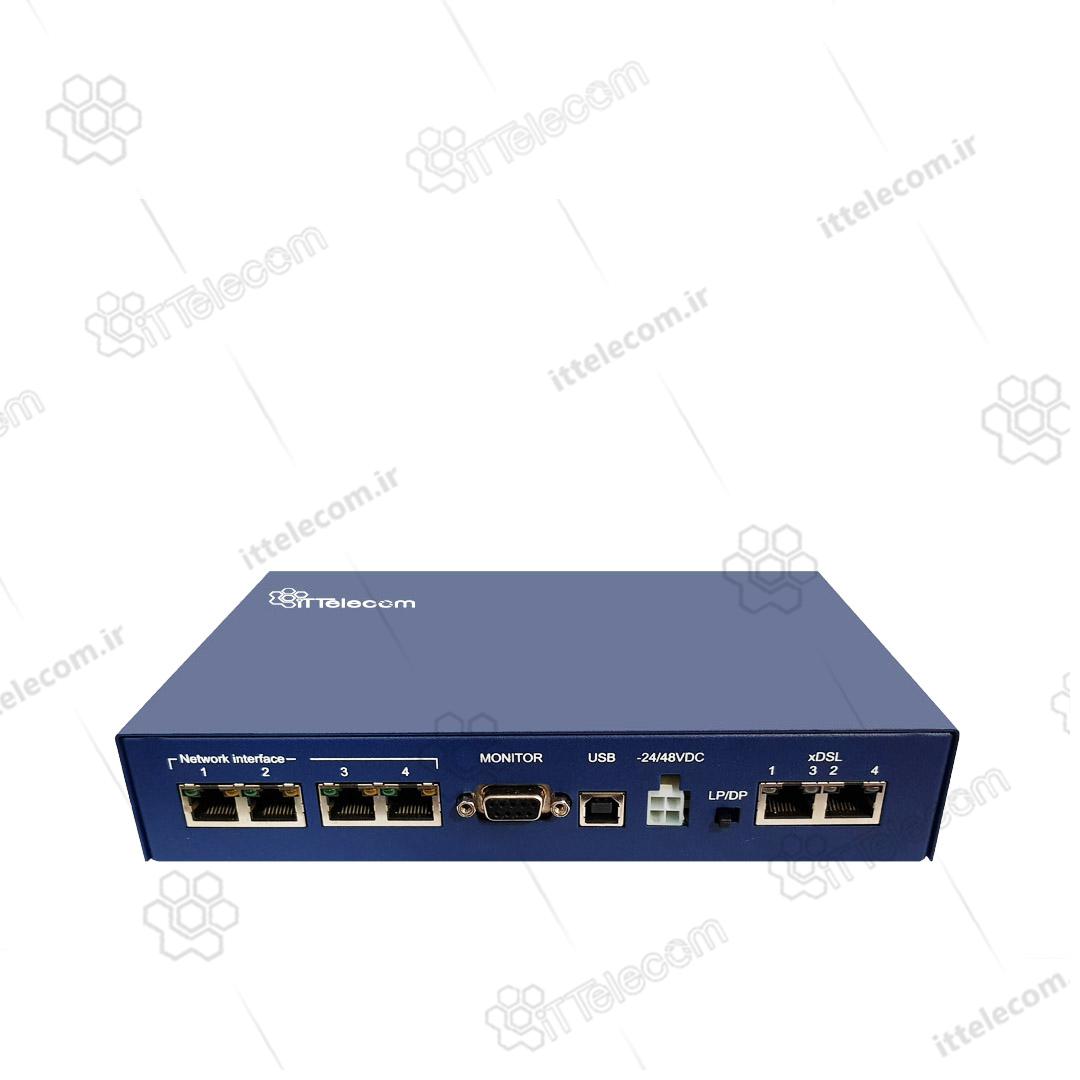 iTTelecom
ittelecom.ir
iTTelecom
ittelecom.ir
elecom.ir
ittelecom.ir
iTTelecom
Network interface
1 2 3 4
MONITOR
USB
-24/48VDC
LP/DP
xDSL
1 3 2 4
iTTelecom
iTTelecom
ittelecom.